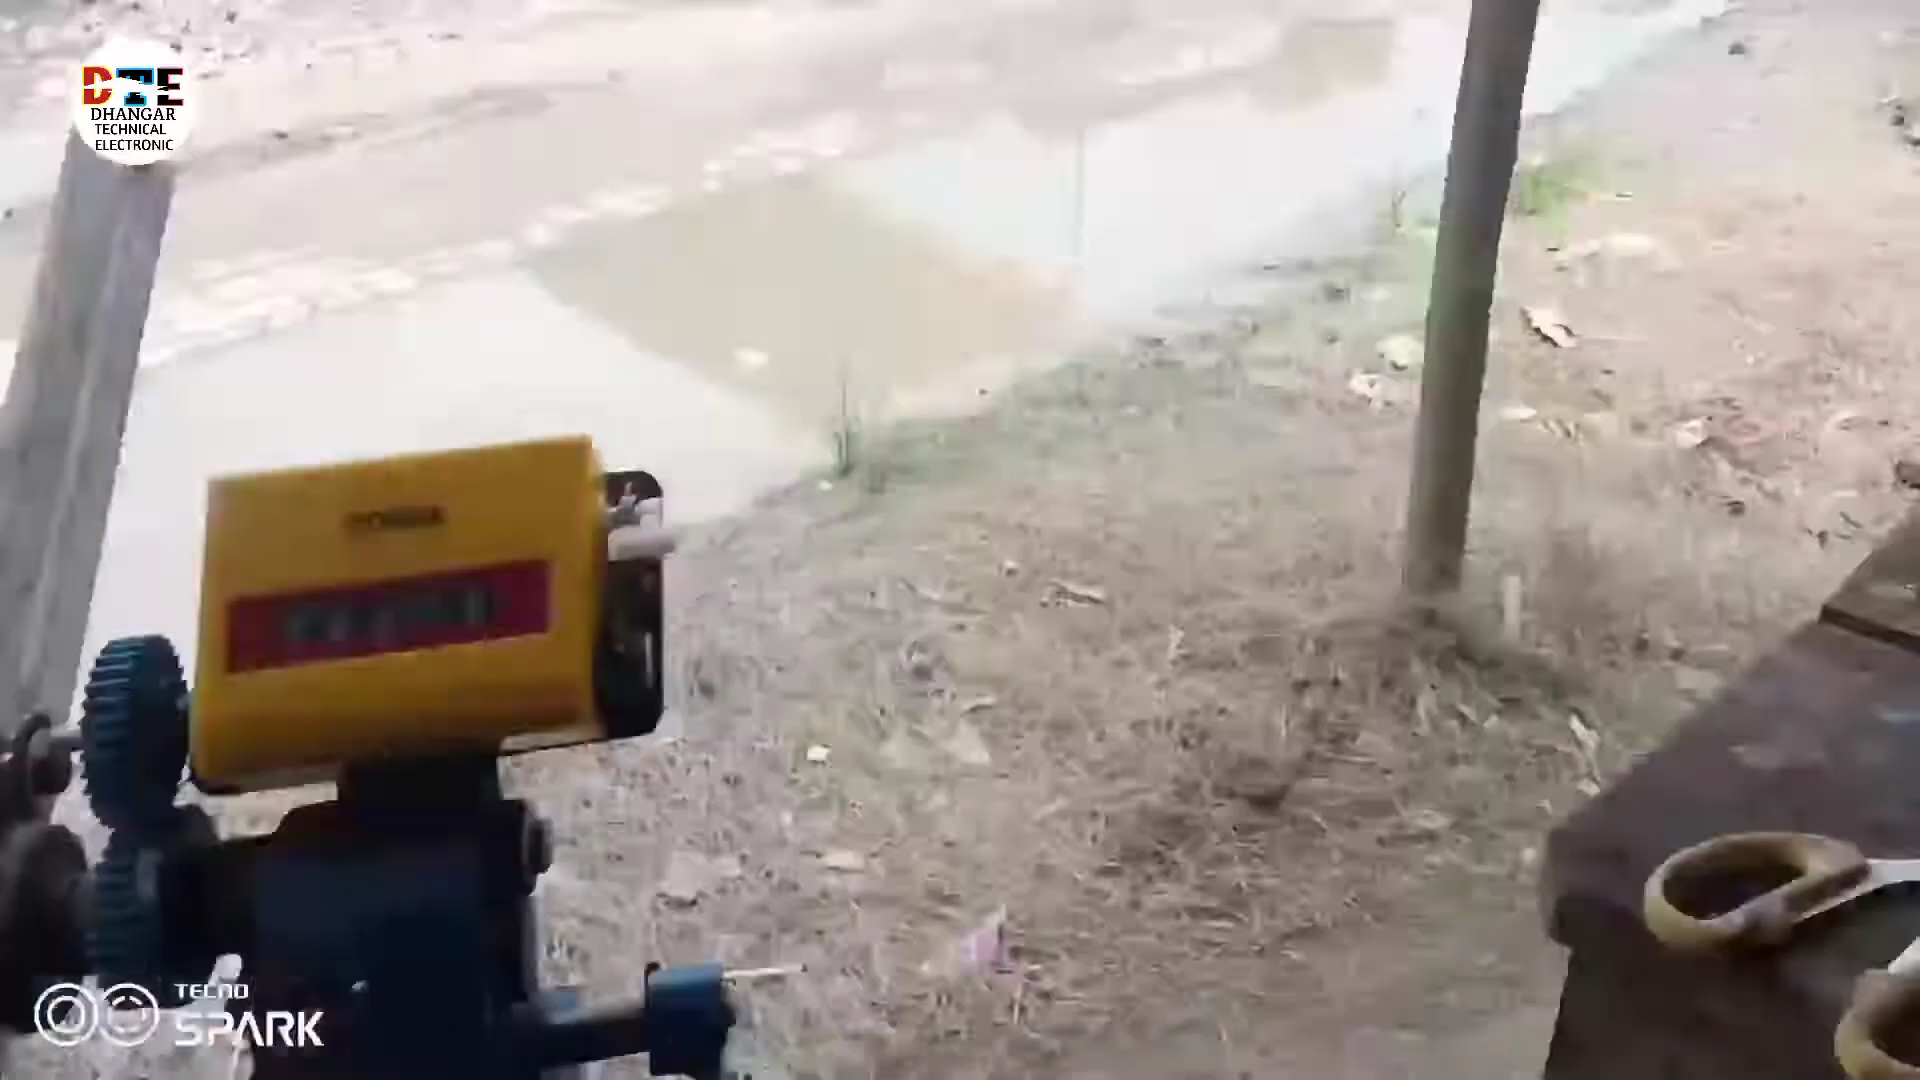 DTE
DHANGAR
TECHNICAL
ELECTRONIC
TECNO
SPARK